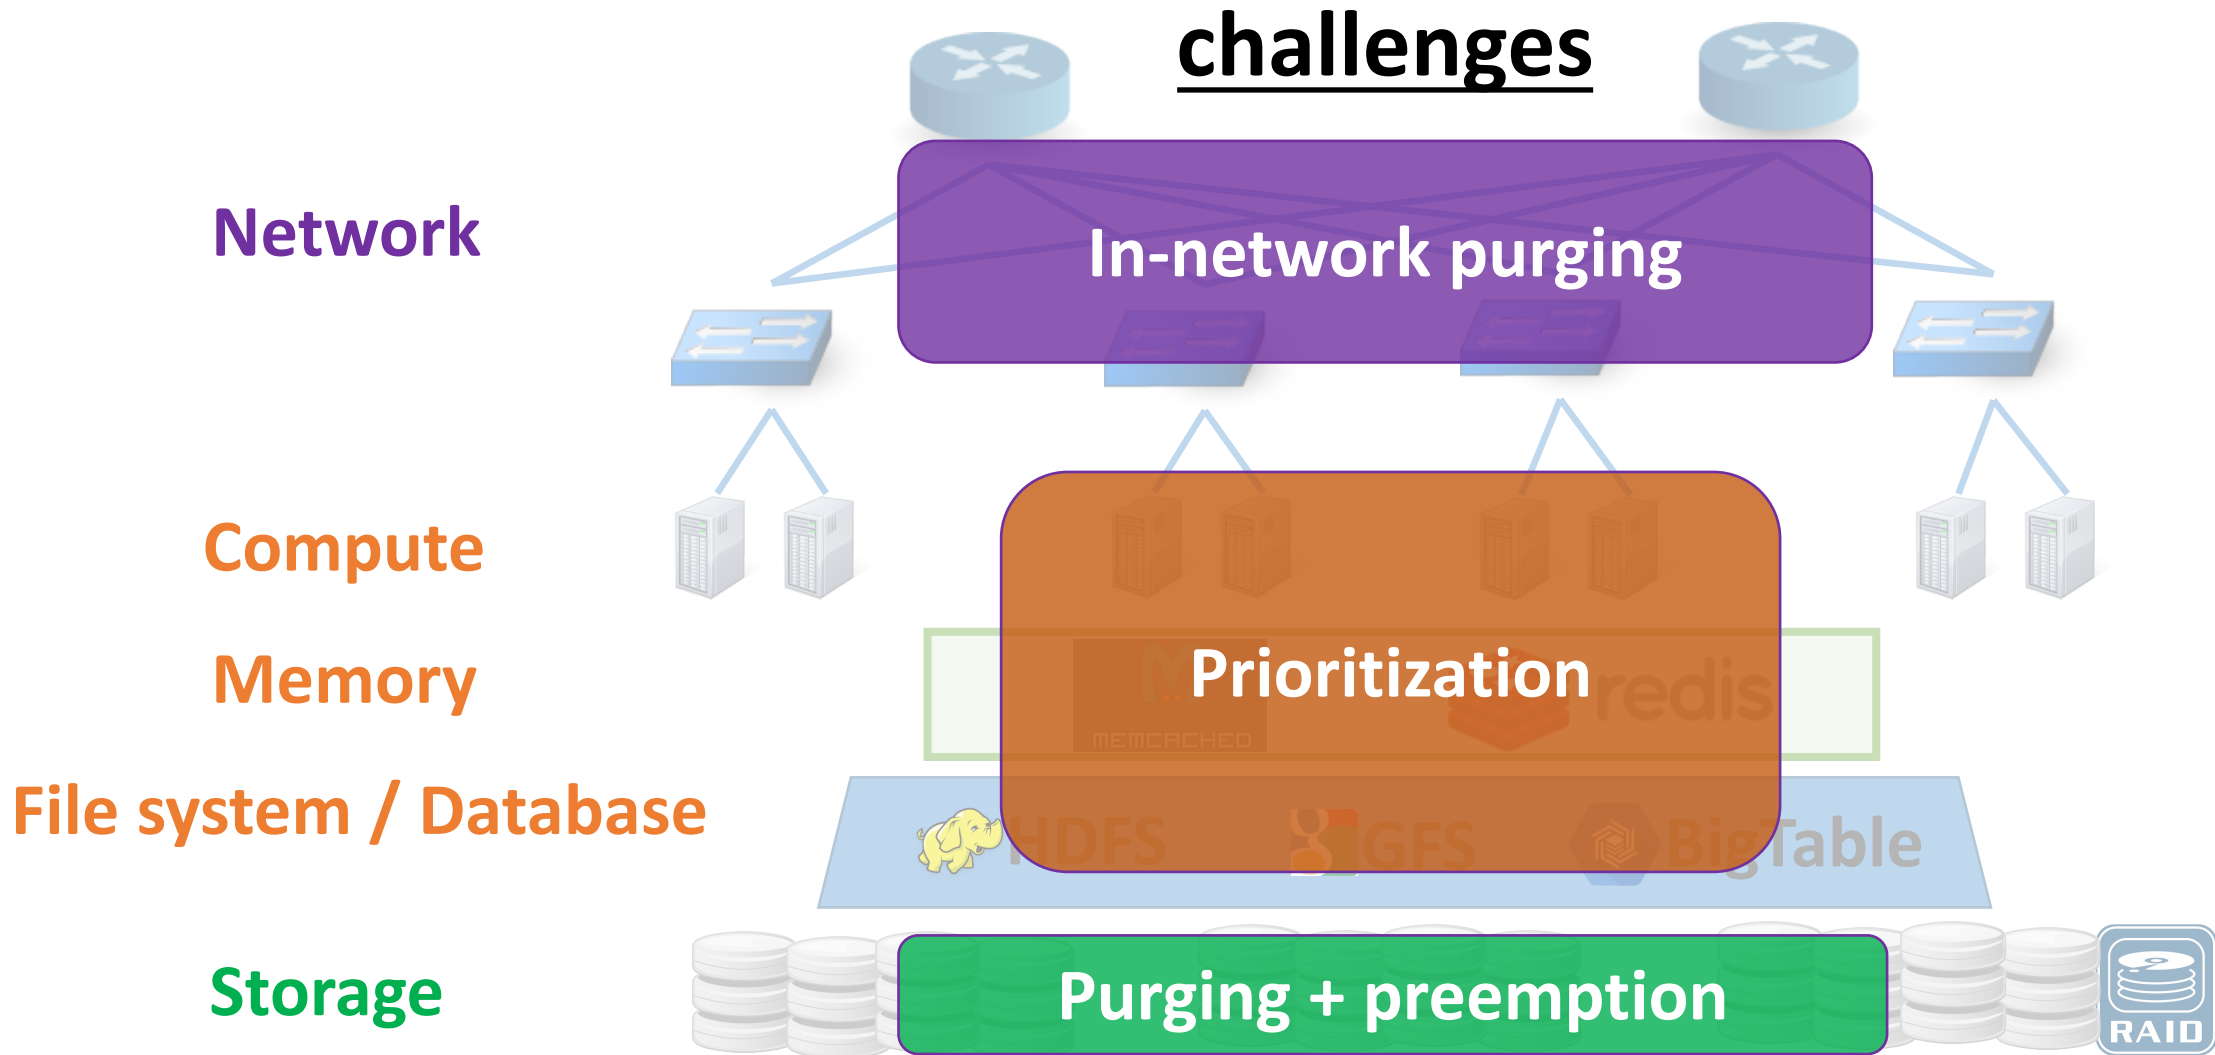 challenges
Network
In-network purging
Compute
Memory
Prioritization
MEMCACHED
redis
File system / Database
HDFS
GFS
BigTable
Storage
Purging + preemption
RAID